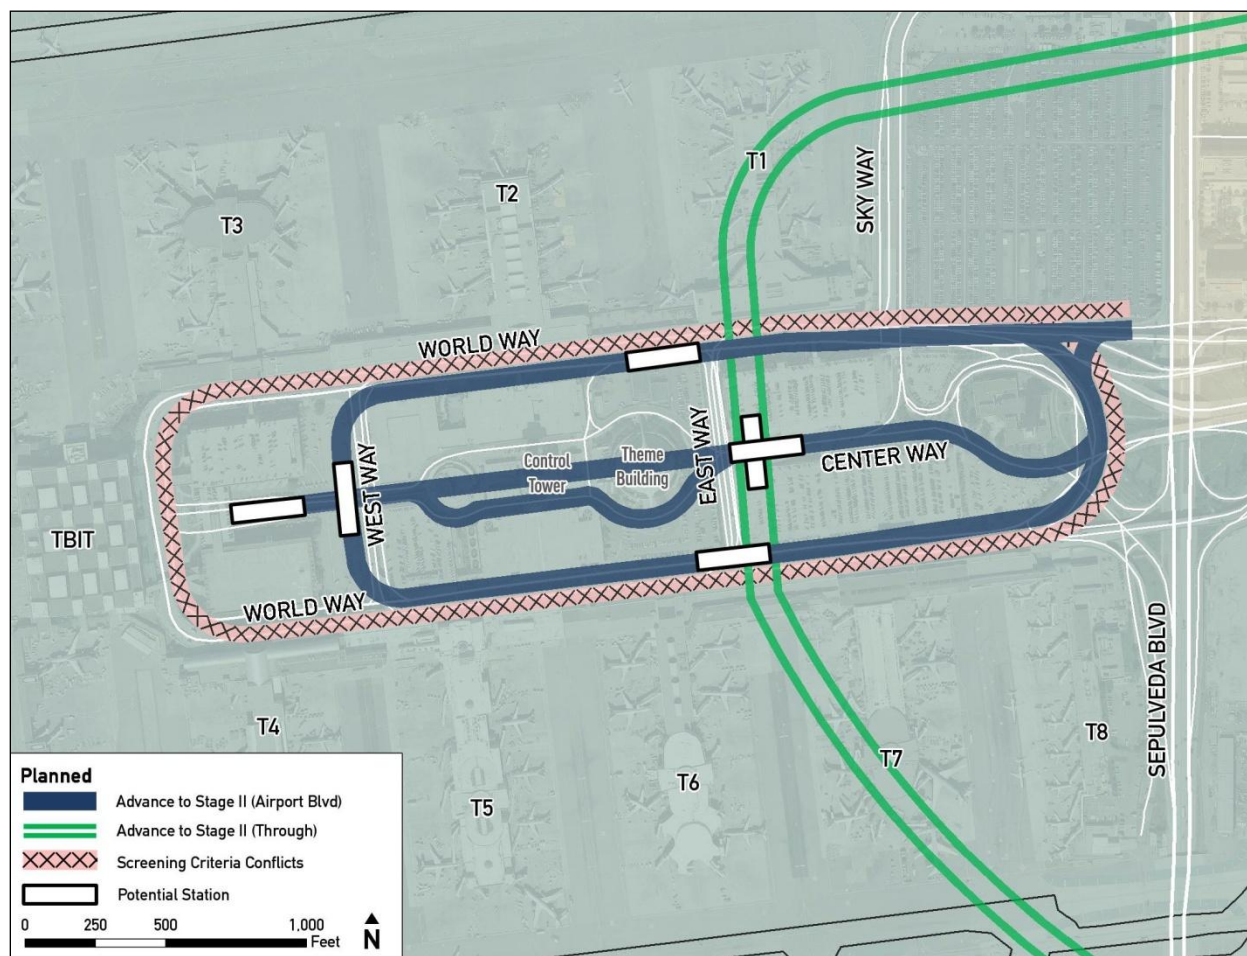 T1
T2
T3
SKY WAY
WORLD WAY
EAST WAY
Theme
Building
Control
Tower
CENTER WAY
WEST WAY
TBIT
WORLD WAY
SEPULVEDA BLVD
T4
T5
T6
T7
T8
Planned
Advance to Stage II (Airport Blvd)
Advance to Stage II (Through)
Screening Criteria Conflicts
Potential Station
0 250 500 1,000
Feet
N